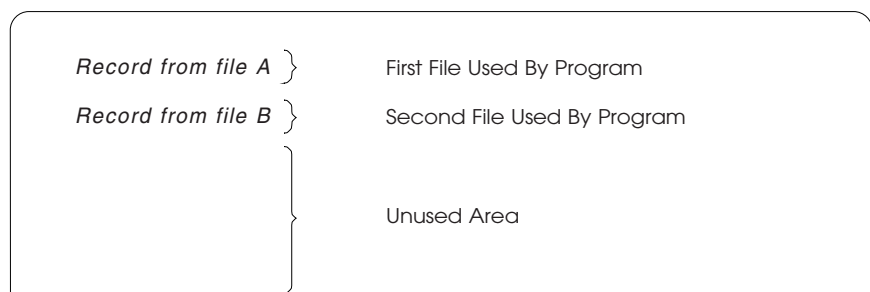 Record from file A First File Used By Program
Record from file B Second File Used By Program
Unused Area